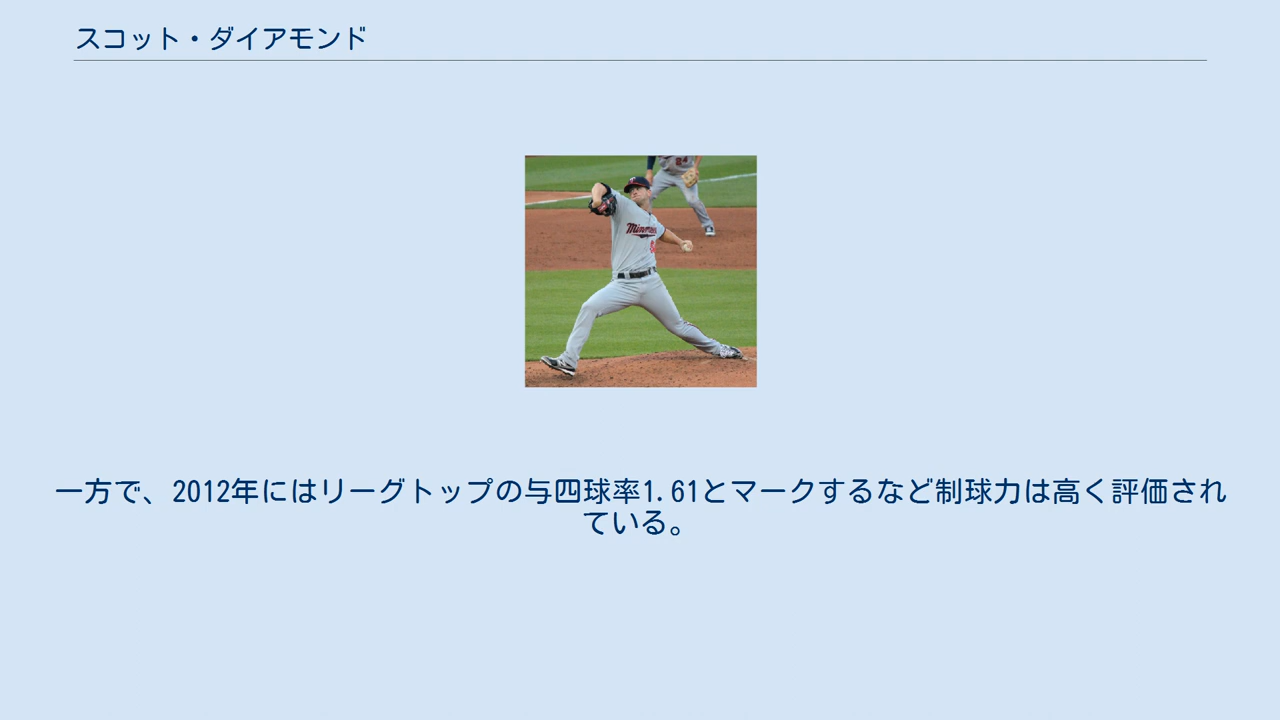 スコット・ダイアモンド
一方で、2012年にはリーグトップの与四球率1.61とマークするなど制球力は高く評価され
ている。